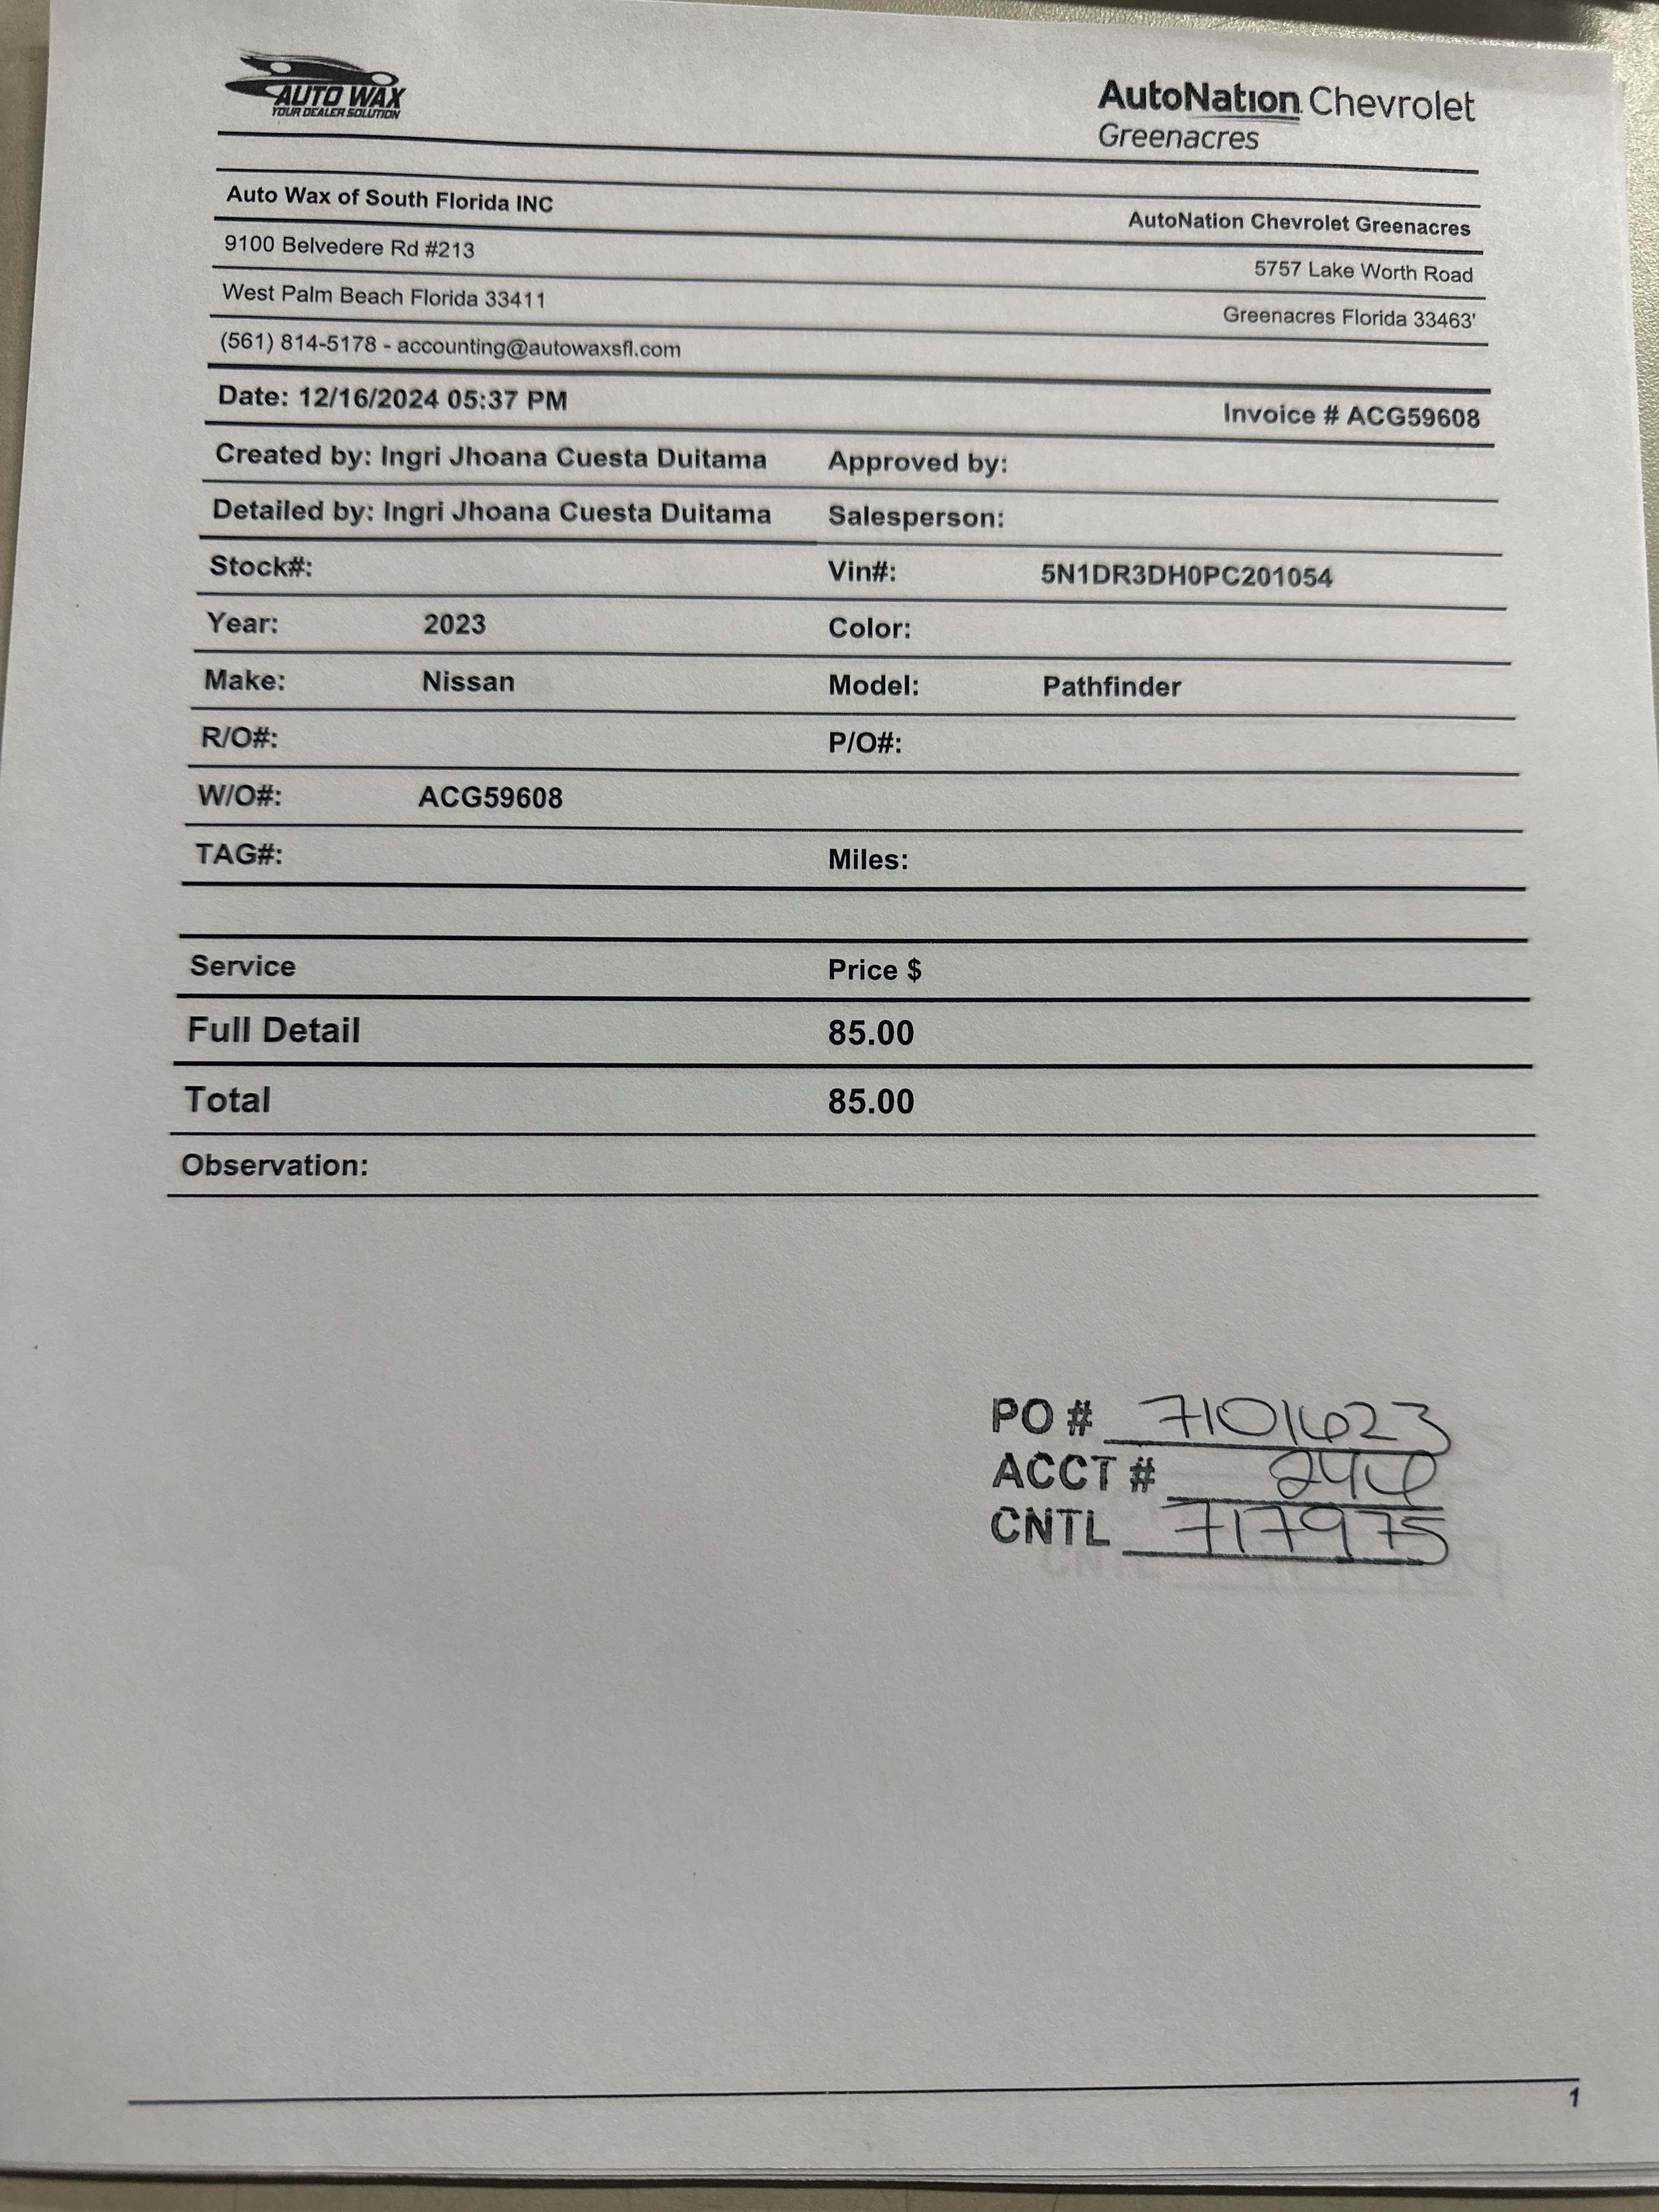 AUTO WAX
YOUR DEALER SOLUTION
AutoNation Chevrolet
Greenacres
Auto Wax of South Florida INC
AutoNation Chevrolet Greenacres
9100 Belvedere Rd #213
5757 Lake Worth Road
West Palm Beach Florida 33411
Greenacres Florida 33463'
(561) 814-5178 - accounting@autowaxsfl.com
Date: 12/16/2024 05:37 PM Invoice # ACG59608
Created by: Ingri Jhoana Cuesta Duitama Approved by:
Detailed by: Ingri Jhoana Cuesta Duitama Salesperson:
Stock#: Vin#: 5N1DR3DH0PC201054
Year: 2023 Color:
Make: Nissan Model: Pathfinder
R/O#: P/O#:
W/O#: ACG59608
TAG#: Miles:
Service Price $
Full Detail 85.00
Total 85.00
Observation:
PO # 7101623
ACCT # 246
CNTL 717975
CNTL
1